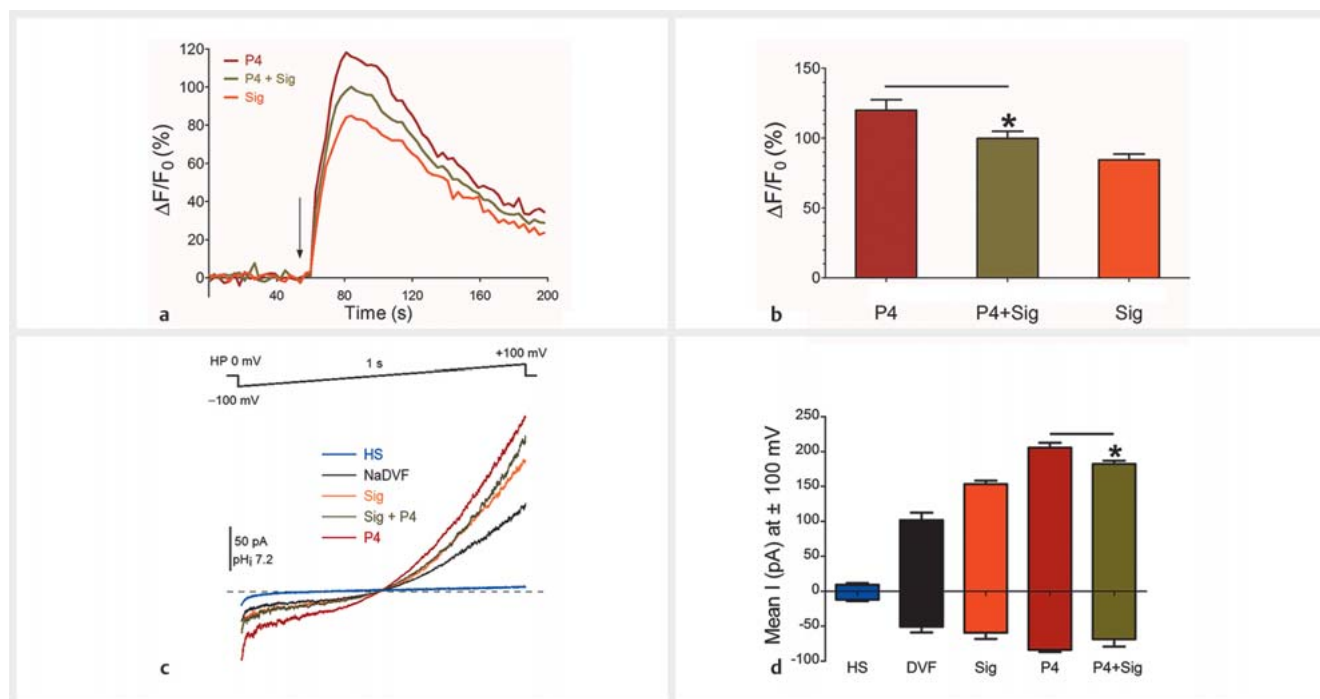 120
100
80
60
40
20
0
ΔF/F0 (%)
P4
P4 + Sig
Sig
40
80
120
160
200
Time (s)
a
150
100
50
0
ΔF/F0 (%)
*
P4
P4+Sig
Sig
b
HP 0 mV
1 s
+100 mV
−100 mV
HS
NaDVF
Sig
Sig + P4
P4
50 pA
pHi 7.2
c
250
200
150
100
50
0
-50
-100
Mean I (pA) at ± 100 mV
*
HS
DVF
Sig
P4
P4+Sig
d